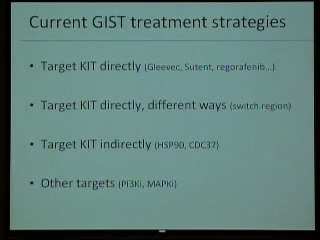 Current GIST treatment strategies
• Target KIT directly (Gleevec, Sutent, regorafenib...)
• Target KIT directly, different ways (switch region)
• Target KIT indirectly (HSP90, CDC37)
• Other targets (PI3Ki, MAPKi)